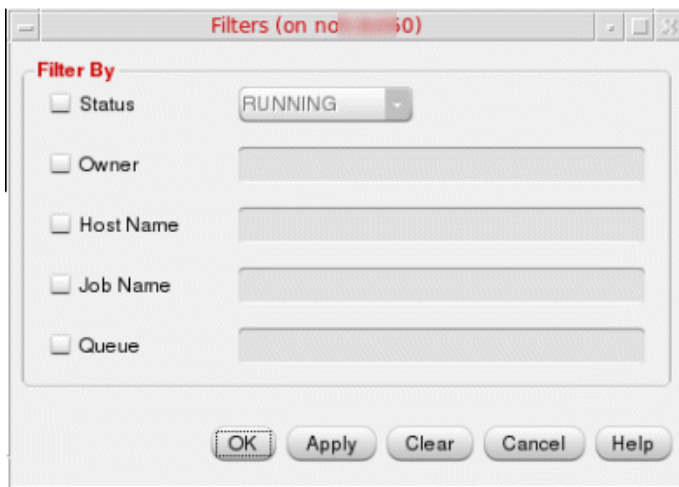 Filters (on no 60)
Filter By
Status RUNNING
Owner
Host Name
Job Name
Queue
OK Apply Clear Cancel Help